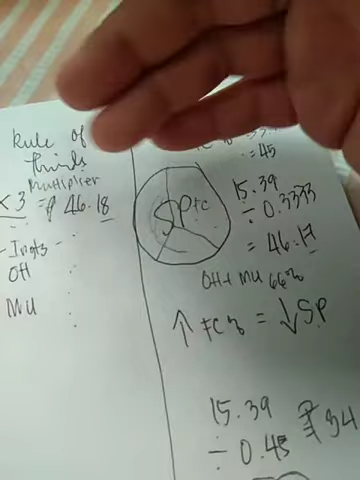 Rule of
thirds
Multiplier
× 3 = ₱ 46.18
- Ings -
OH
MU
= 45
SP
FC
15.39
÷ 0.3333
= 46.17
OH + MU 66%
↑ FC % = ↓ SP
15.39
÷ 0.45
₱ 34